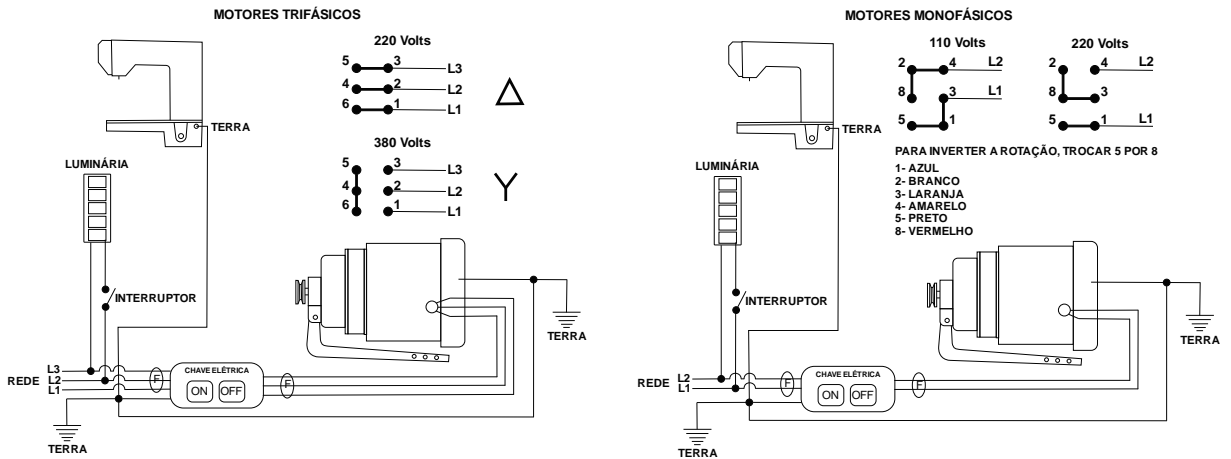 MOTORES TRIFÁSICOS
220 Volts
5 3 L3
4 2 L2
6 1 L1
380 Volts
5 3 L3
4 2 L2
6 1 L1
TERRA
LUMINÁRIA
INTERRUPTOR
TERRA
L3
REDE L2
L1
F
CHAVE ELÉTRICA
ON OFF
F
TERRA
MOTORES MONOFÁSICOS
110 Volts
2 4 L2
8 3 L1
5 1
220 Volts
2 4 L2
8 3
5 1 L1
PARA INVERTER A ROTAÇÃO, TROCAR 5 POR 8
1- AZUL
2- BRANCO
3- LARANJA
4- AMARELO
5- PRETO
8- VERMELHO
TERRA
LUMINÁRIA
INTERRUPTOR
TERRA
L2
REDE L1
F
CHAVE ELÉTRICA
ON OFF
F
TERRA